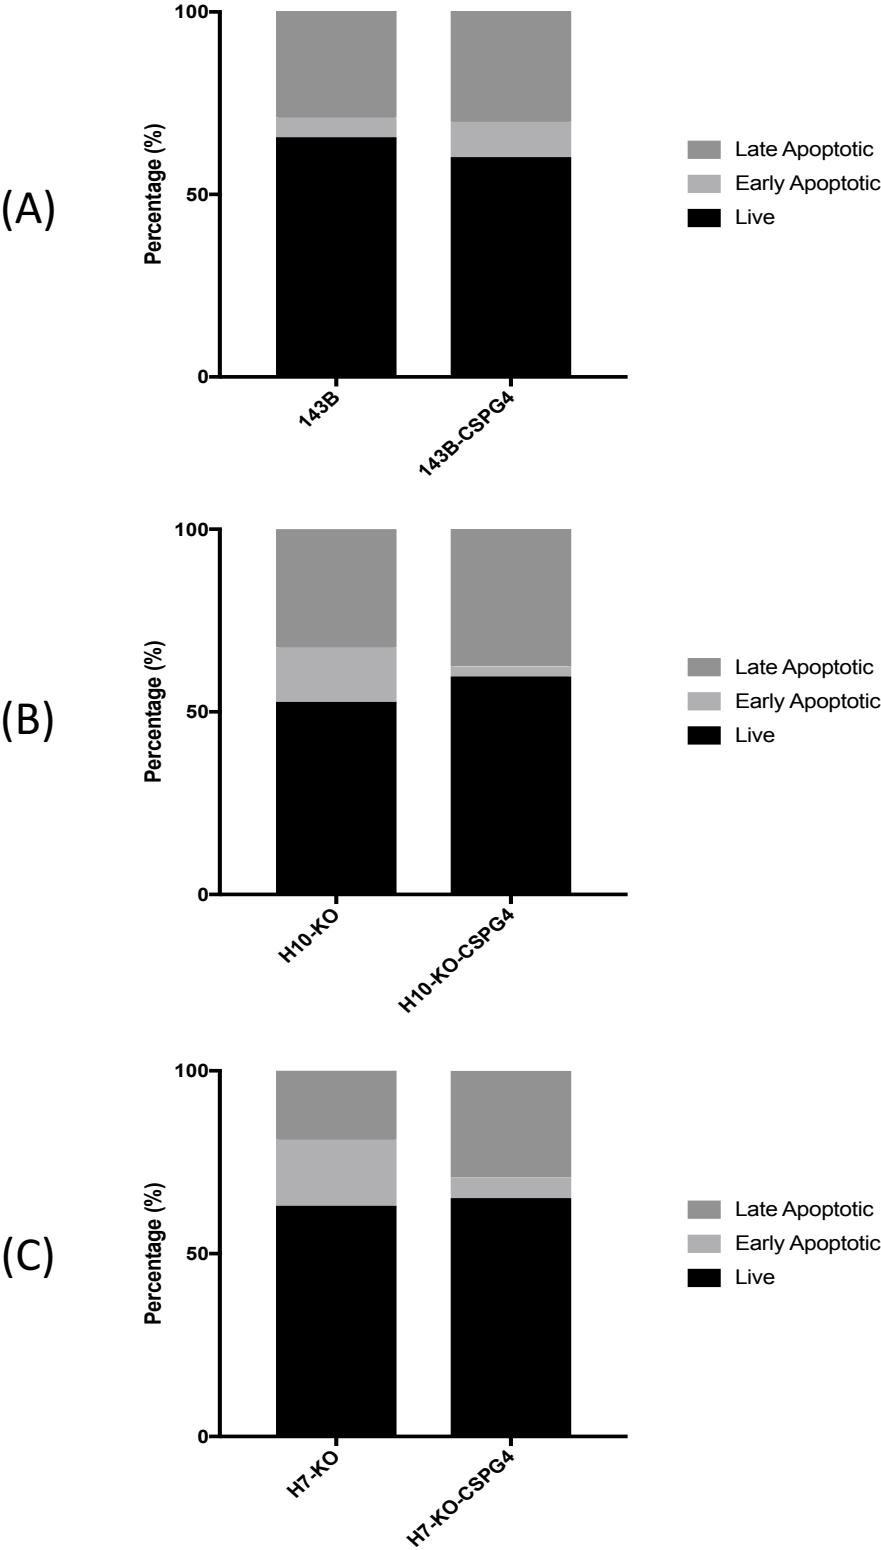 (A)
Percentage (%)
100
50
0
143B
143B-CSPG4
Late Apoptotic
Early Apoptotic
Live
(B)
Percentage (%)
100
50
0
H10-KO
H10-KO-CSPG4
Late Apoptotic
Early Apoptotic
Live
(C)
Percentage (%)
100
50
0
H7-KO
H7-KO-CSPG4
Late Apoptotic
Early Apoptotic
Live